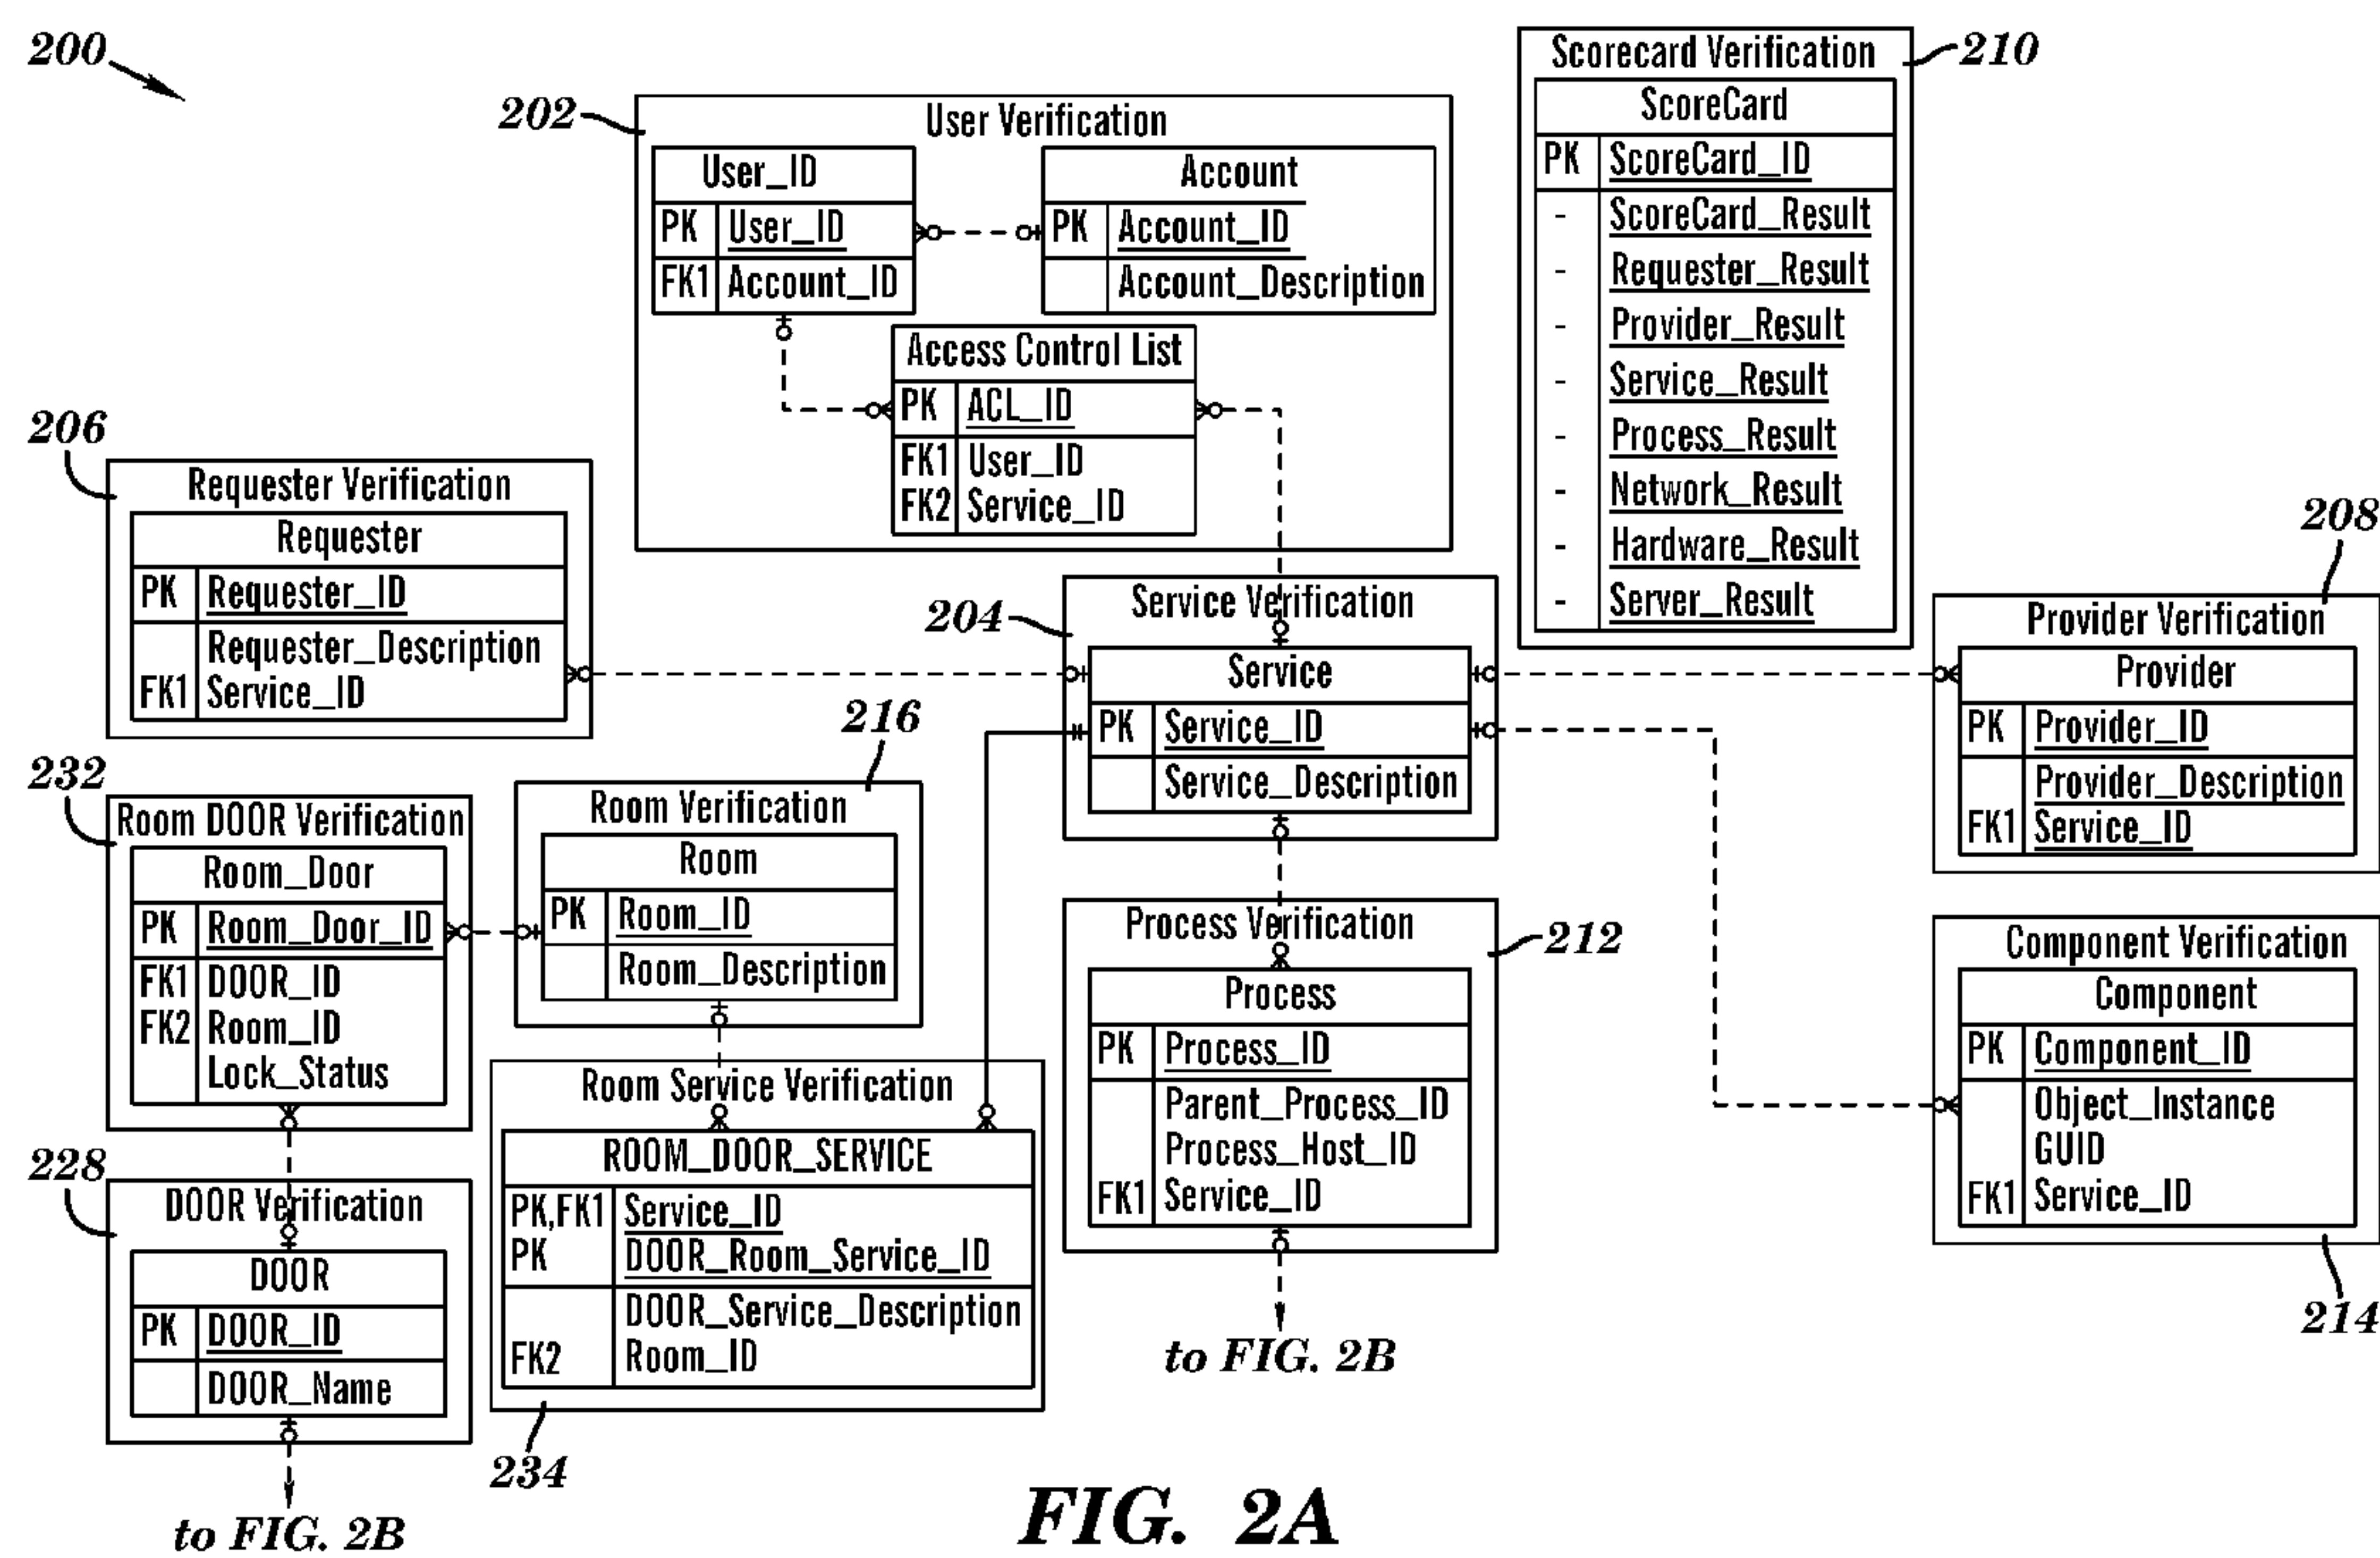 200
202
User Verification
User_ID
PK User_ID
FK1 Account_ID
Account
PK Account_ID
Account_Description
Access Control List
PK ACL_ID
FK1 User_ID
FK2 Service_ID
Scorecard Verification
210
ScoreCard
PK ScoreCard_ID
- ScoreCard_Result
- Requester_Result
- Provider_Result
- Service_Result
- Process_Result
- Network_Result
- Hardware_Result
- Server_Result
206
Requester Verification
Requester
PK Requester_ID
Requester_Description
FK1 Service_ID
204
Service Verification
Service
PK Service_ID
Service_Description
208
Provider Verification
Provider
PK Provider_ID
Provider_Description
FK1 Service_ID
232
Room DOOR Verification
Room_Door
PK Room_Door_ID
FK1 DOOR_ID
FK2 Room_ID
Lock_Status
216
Room Verification
Room
PK Room_ID
Room_Description
Process Verification
212
Process
PK Process_ID
Parent_Process_ID
Process_Host_ID
FK1 Service_ID
to FIG. 2B
Component Verification
Component
PK Component_ID
Object_Instance
GUID
FK1 Service_ID
214
228
DOOR Verification
DOOR
PK DOOR_ID
DOOR_Name
to FIG. 2B
Room Service Verification
ROOM_DOOR_SERVICE
PK,FK1 Service_ID
PK DOOR_Room_Service_ID
DOOR_Service_Description
FK2 Room_ID
234
FIG. 2A